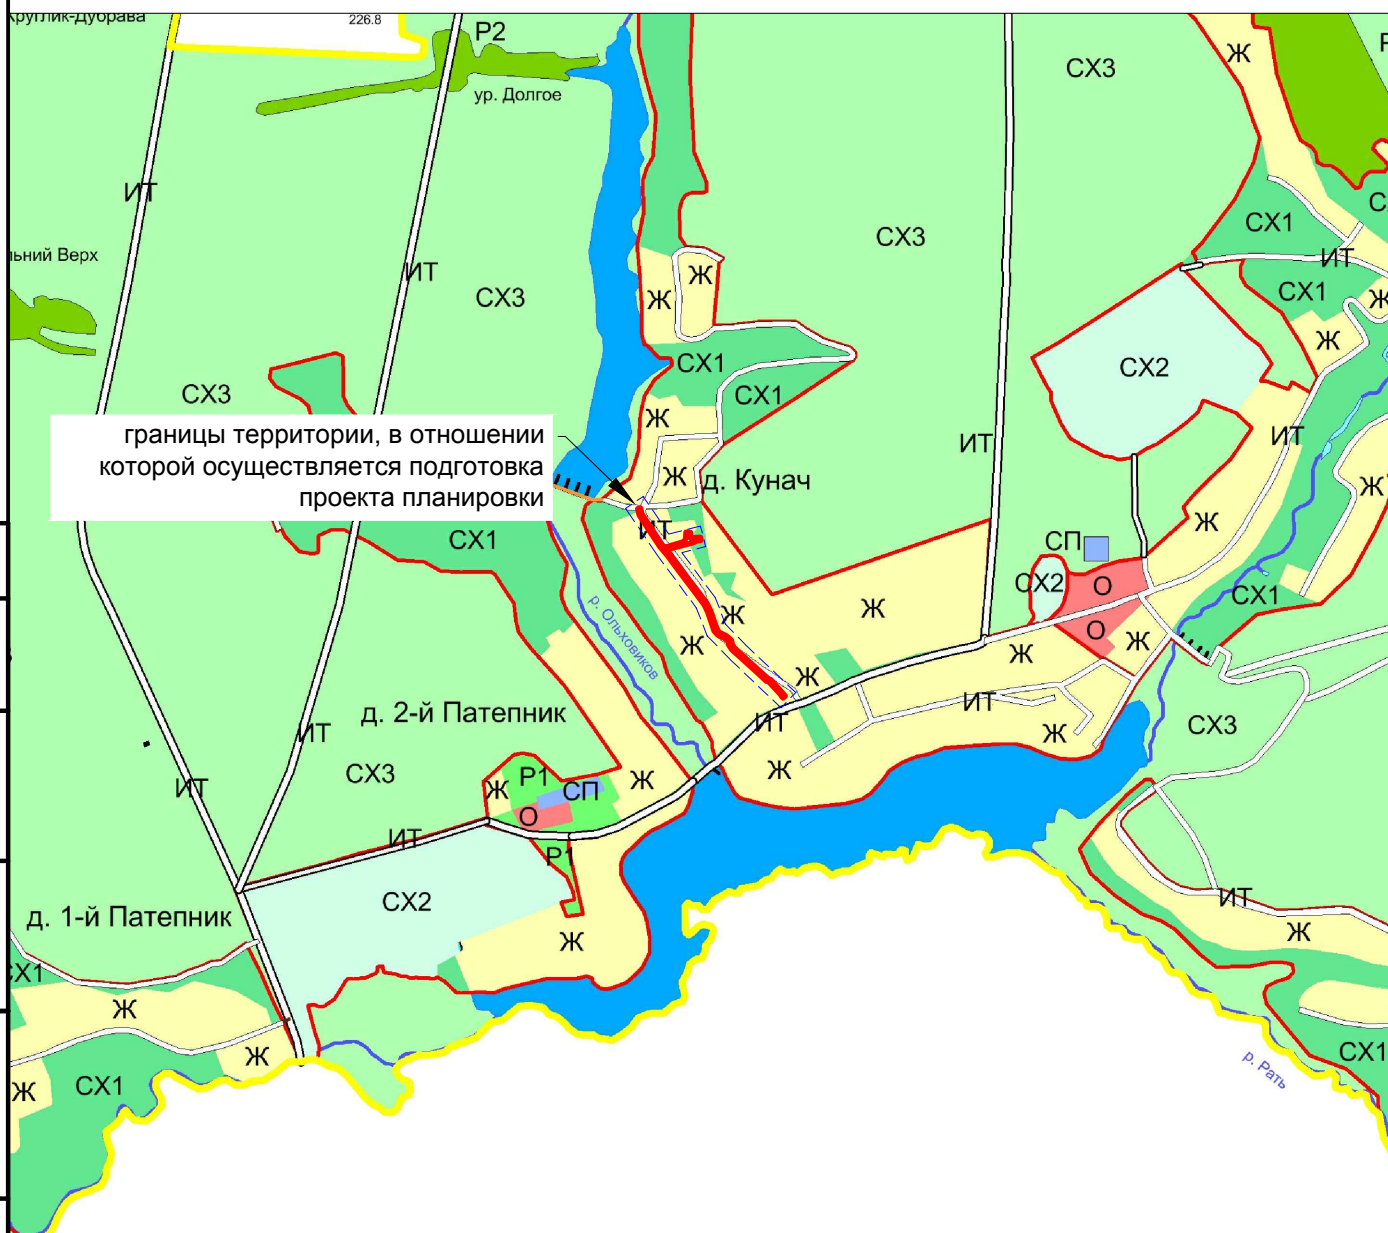 Круглик-Дубрава
226.8
Р2
ур. Долгое
СХ3
Ж
ИТ
СХ3
СХ1
С
ьний Верх
ИТ
СХ3
ИТ
Ж
Ж
СХ1
Ж
Ж
СХ2
СХ3
СХ1
СХ1
Ж
границы территории, в отношении
которой осуществляется подготовка
проекта планировки
ИТ
ИТ
Ж
д. Кунач
Ж
Ж
ИТ
СХ1
СП
СХ2
О
СХ1
р. Ольховиков
Ж
Ж
О
Ж
Ж
Ж
Ж
д. 2-й Патепник
ИТ
ИТ
СХ3
ИТ
Ж
СХ3
Р1
Ж
Ж
ИТ
Ж
СП
О
ИТ
Р1
д. 1-й Патепник
СХ2
ИТ
Ж
Ж
СХ1
Ж
Ж
СХ1
р. Рать
Ж
СХ1